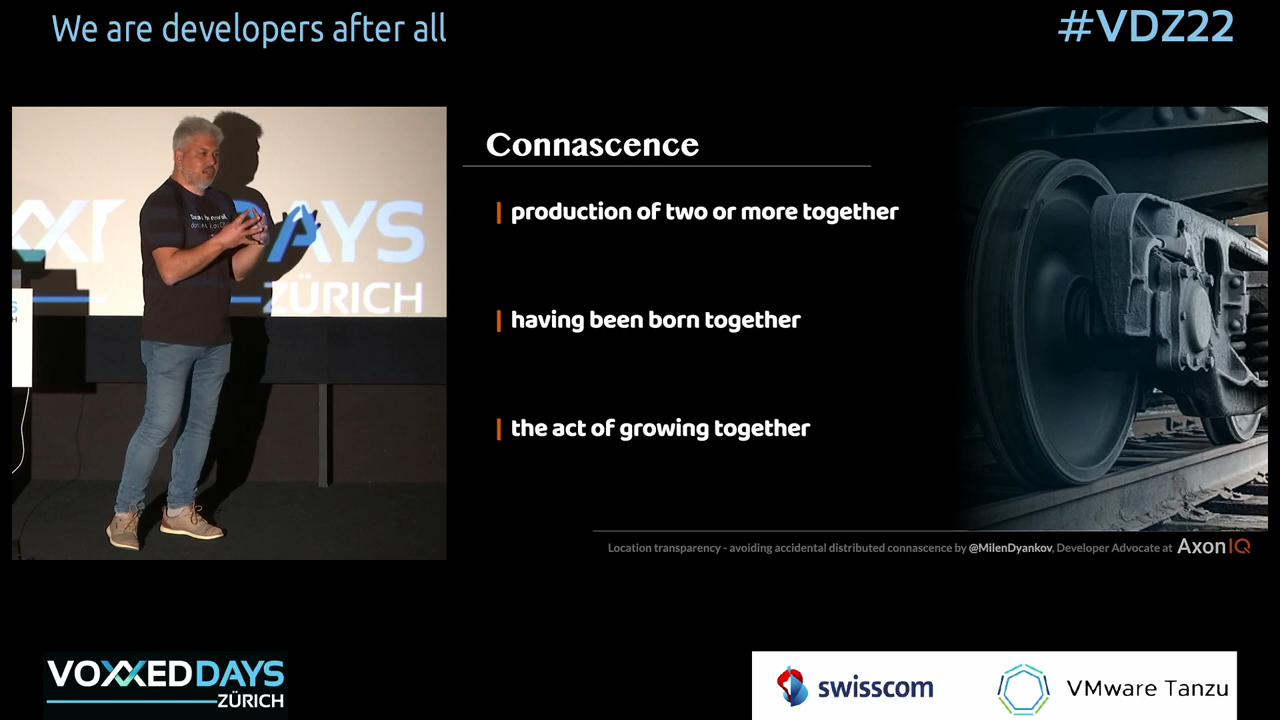 We are developers after all
#VDZ22
DAYS
ZÜRICH
Connascence
production of two or more together
having been born together
the act of growing together
Location transparency - avoiding accidental distributed connascence by @MilenDyankov, Developer Advocate at AxonIQ
VOXXED DAYS
ZÜRICH
swisscom
VMware Tanzu